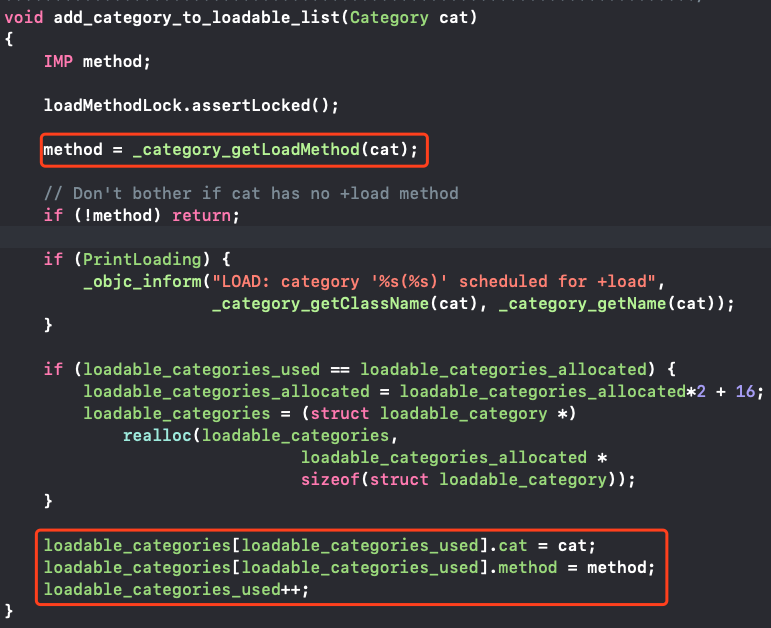 void add_category_to_loadable_list(Category cat)
{
    IMP method;

    loadMethodLock.assertLocked();

    method = _category_getLoadMethod(cat);

    // Don't bother if cat has no +load method
    if (!method) return;

    if (PrintLoading) {
        _objc_inform("LOAD: category '%s(%s)' scheduled for +load",
                     _category_getClassName(cat), _category_getName(cat));
    }

    if (loadable_categories_used == loadable_categories_allocated) {
        loadable_categories_allocated = loadable_categories_allocated*2 + 16;
        loadable_categories = (struct loadable_category *)
            realloc(loadable_categories,
                              loadable_categories_allocated *
                              sizeof(struct loadable_category));
    }

    loadable_categories[loadable_categories_used].cat = cat;
    loadable_categories[loadable_categories_used].method = method;
    loadable_categories_used++;
}